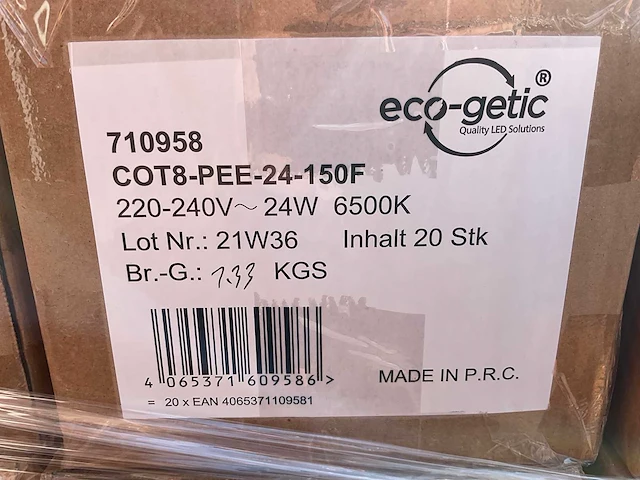 eco-getic®
Quality LED Solutions
710958
COT8-PEE-24-150F
220-240V~ 24W 6500K
Lot Nr.: 21W36 Inhalt 20 Stk
Br.-G.: 7.33 KGS
4 065371 609586 >
MADE IN P.R.C.
= 20 x EAN 4065371109581